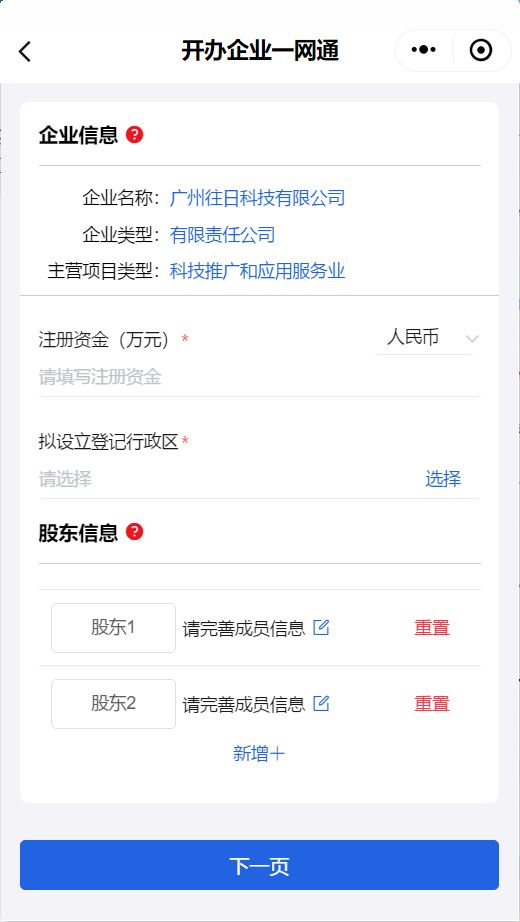 开办企业一网通
企业信息
企业名称：广州往日科技有限公司
企业类型：有限责任公司
主营项目类型：科技推广和应用服务业
注册资金（万元）* 人民币
请填写注册资金
拟设立登记行政区*
请选择 选择
股东信息
股东1 请完善成员信息 重置
股东2 请完善成员信息 重置
新增＋
下一页